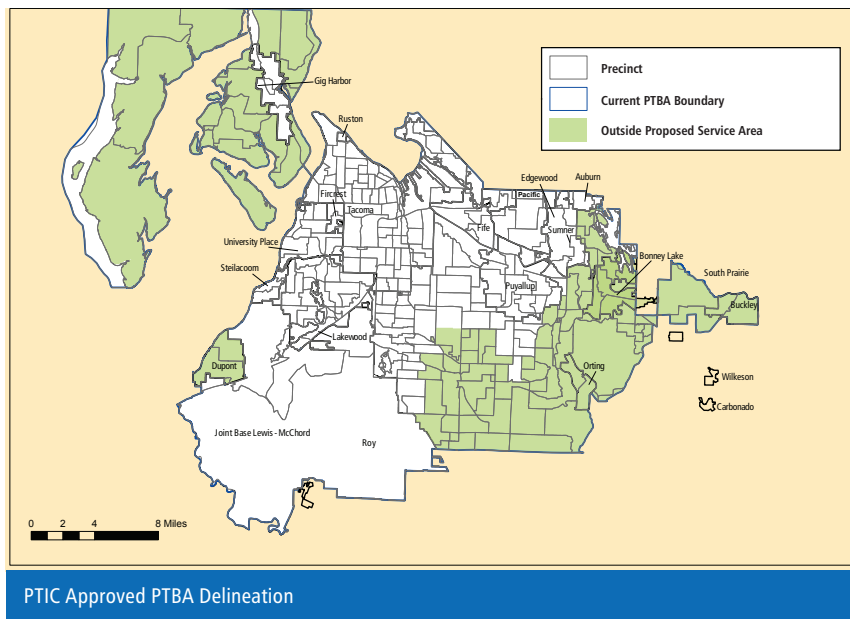 Precinct
Current PTBA Boundary
Outside Proposed Service Area
Gig Harbor
Ruston
Edgewood
Auburn
Pacific
Fircrest
Tacoma
Fife
Sumner
University Place
Bonney Lake
Steilacoom
South Prairie
Puyallup
Buckley
Lakewood
Dupont
Orting
Wilkeson
Carbonado
Joint Base Lewis - McChord
Roy
0 2 4 8 Miles
PTIC Approved PTBA Delineation